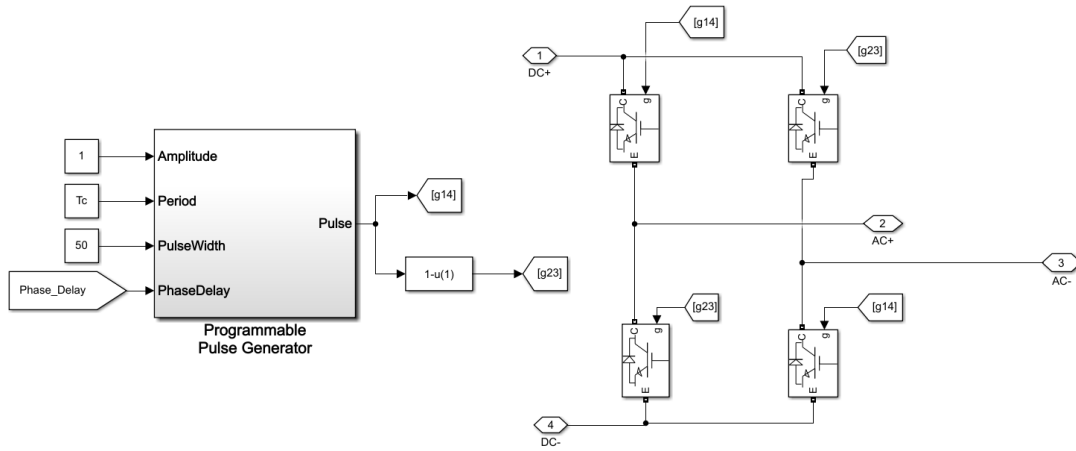 1
Tc
50
Phase_Delay
Amplitude
Period
PulseWidth
PhaseDelay
Pulse
Programmable
Pulse Generator
[g14]
1-u(1)
[g23]
1
DC+
[g14]
[g23]
C
g
E
C
g
E
2
AC+
3
AC-
[g23]
[g14]
C
g
E
C
g
E
4
DC-